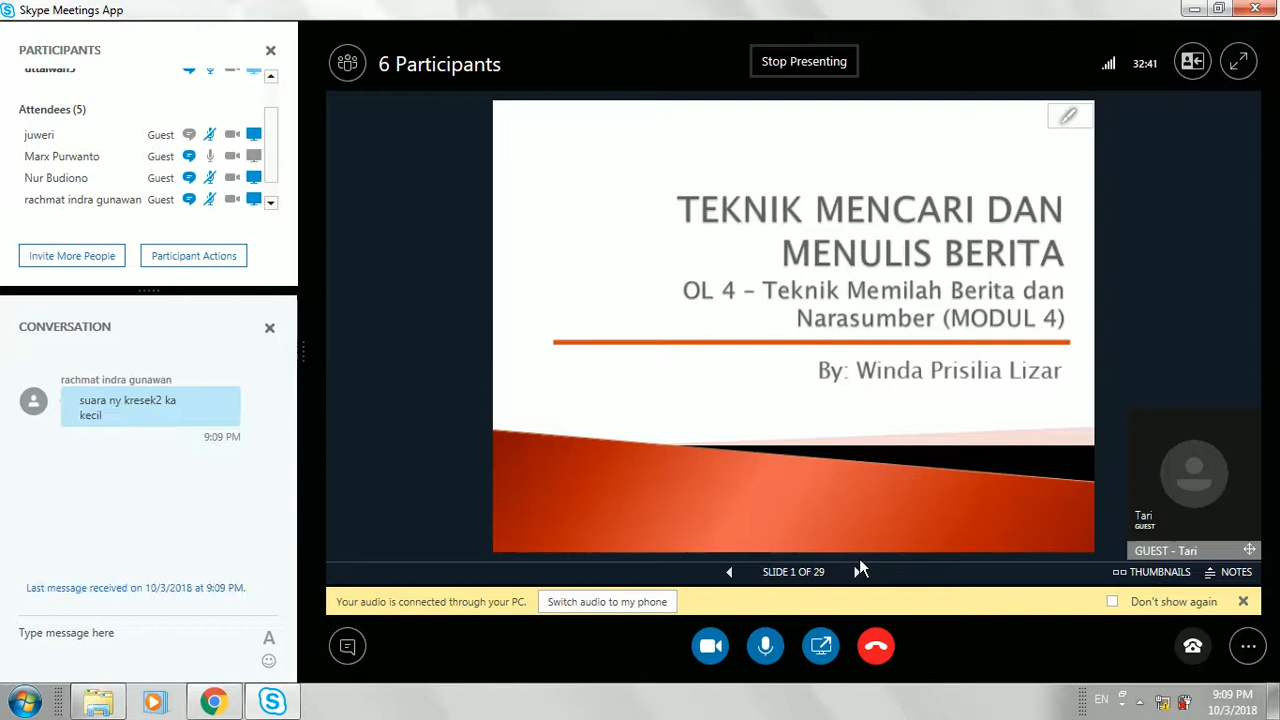 Skype Meetings App
PARTICIPANTS
Attendees (5)
juweri Guest
Marx Purwanto Guest
Nur Budiono Guest
rachmat indra gunawan Guest
Invite More People
Participant Actions
CONVERSATION
rachmat indra gunawan
suara ny kresek2 ka
kecil
9:09 PM
Last message received on 10/3/2018 at 9:09 PM.
Type message here
A
6 Participants
Stop Presenting
32:41
TEKNIK MENCARI DAN
MENULIS BERITA
OL 4 – Teknik Memilah Berita dan
Narasumber (MODUL 4)
By: Winda Prisilia Lizar
Tari
GUEST
GUEST - Tari
SLIDE 1 OF 29
THUMBNAILS
NOTES
Your audio is connected through your PC.
Switch audio to my phone
Don't show again
EN
9:09 PM
10/3/2018